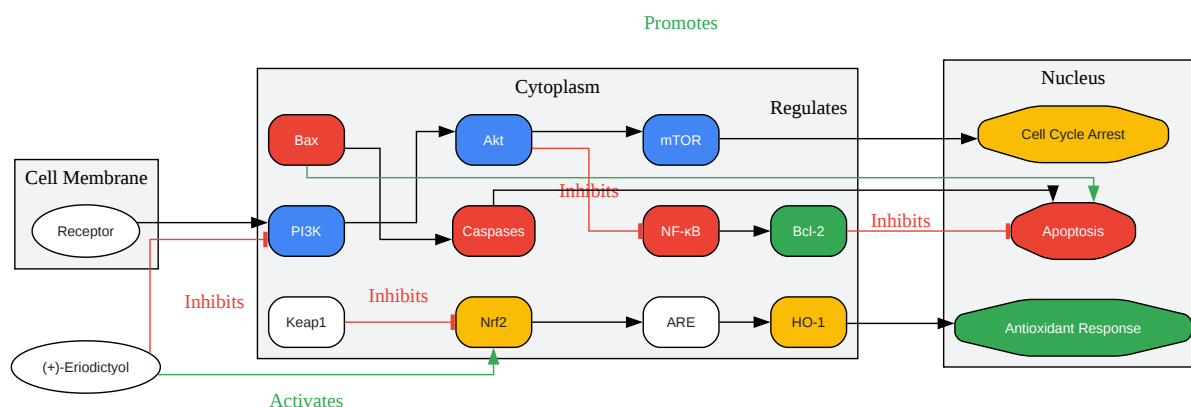 Promotes
Cytoplasm
Nucleus
Regulates
Bax
Akt
mTOR
Cell Cycle Arrest
Cell Membrane
Inhibits
Receptor
PI3K
Caspases
NF-κB
Bcl-2
Inhibits
Apoptosis
Inhibits
Inhibits
Keap1
Nrf2
ARE
HO-1
Antioxidant Response
(+)-Eriodictyol
Activates